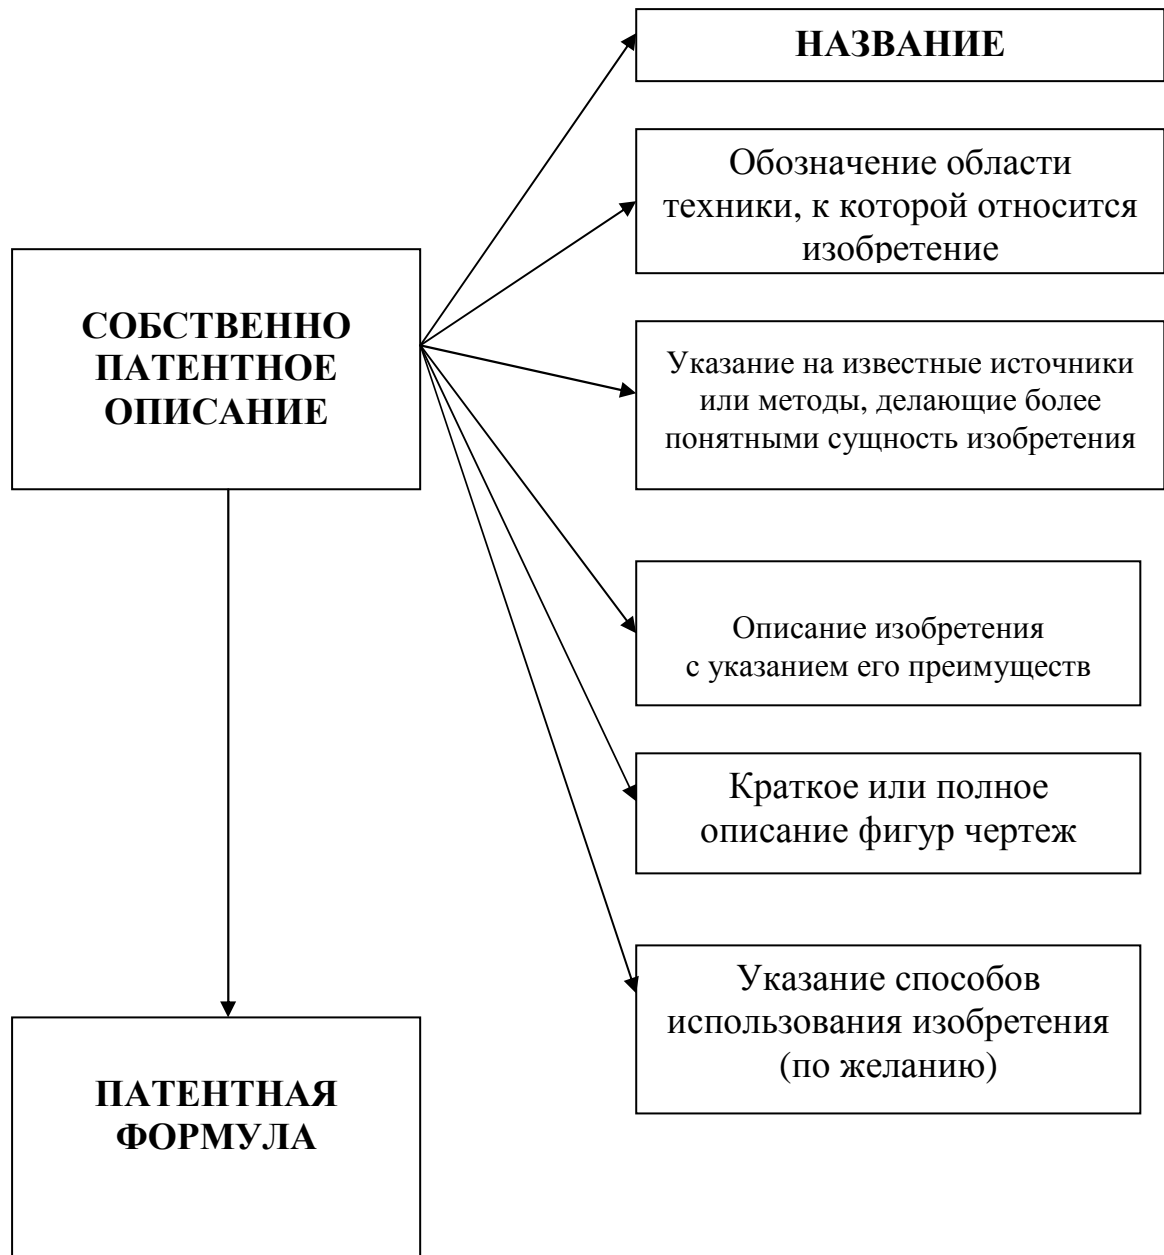 НАЗВАНИЕ
Обозначение области
техники, к которой относится
изобретение
СОБСТВЕННО
ПАТЕНТНОЕ
ОПИСАНИЕ
Указание на известные источники
или методы, делающие более
понятными сущность изобретения
Описание изобретения
с указанием его преимуществ
Краткое или полное
описание фигур чертеж
Указание способов
использования изобретения
(по желанию)
ПАТЕНТНАЯ
ФОРМУЛА